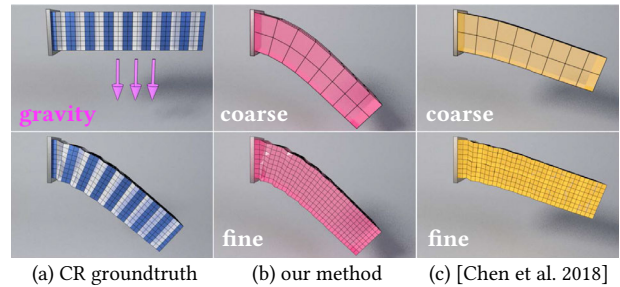 gravity
coarse
coarse
fine
fine
(a) CR groundtruth
(b) our method
(c) [Chen et al. 2018]